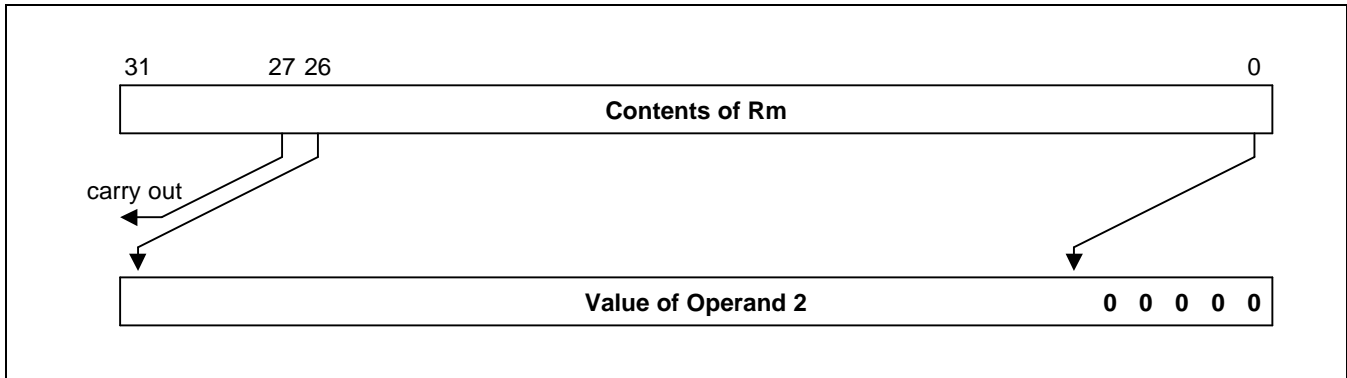 31 27 26 0
Contents of Rm
carry out
Value of Operand 2 0 0 0 0 0